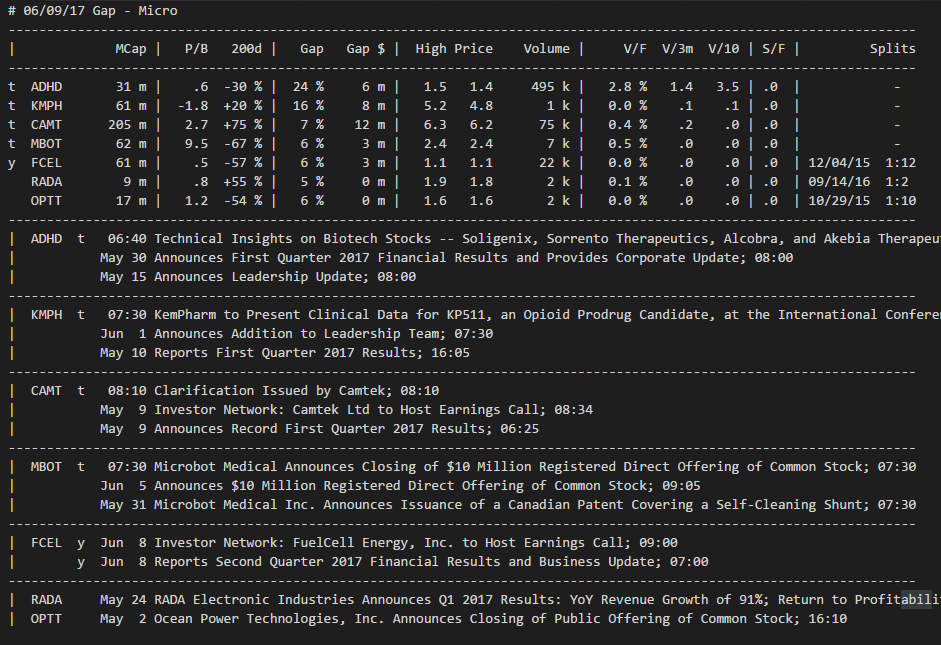 # 06/09/17 Gap - Micro
-----------------------------------------------------------------------------------------------------------------------
|             MCap |   P/B   200d |   Gap   Gap $ |  High Price    Volume |     V/F  V/3m  V/10 | S/F |         Splits
-----------------------------------------------------------------------------------------------------------------------
t  ADHD       31 m |    .6  -30 % |  24 %     6 m |   1.5   1.4     495 k |   2.8 %   1.4   3.5 | .0  |            -
t  KMPH       61 m |  -1.8  +20 % |  16 %     8 m |   5.2   4.8       1 k |   0.0 %    .1    .1 | .0  |            -
t  CAMT      205 m |   2.7  +75 % |   7 %    12 m |   6.3   6.2      75 k |   0.4 %    .2    .0 | .0  |            -
t  MBOT       62 m |   9.5  -67 % |   6 %     3 m |   2.4   2.4       7 k |   0.5 %    .0    .0 | .0  |            -
y  FCEL       61 m |    .5  -57 % |   6 %     3 m |   1.1   1.1      22 k |   0.0 %    .0    .0 | .0  | 12/04/15  1:12
   RADA        9 m |    .8  +55 % |   5 %     0 m |   1.9   1.8       2 k |   0.1 %    .0    .0 | .0  | 09/14/16  1:2
   OPTT       17 m |   1.2  -54 % |   6 %     0 m |   1.6   1.6       2 k |   0.0 %    .0    .0 | .0  | 10/29/15  1:10
-----------------------------------------------------------------------------------------------------------------------
|  ADHD  t   06:40 Technical Insights on Biotech Stocks -- Soligenix, Sorrento Therapeutics, Alcobra, and Akebia Therapeut
|           May 30 Announces First Quarter 2017 Financial Results and Provides Corporate Update; 08:00
|           May 15 Announces Leadership Update; 08:00
-----------------------------------------------------------------------------------------------------------------------
|  KMPH  t   07:30 KemPharm to Present Clinical Data for KP511, an Opioid Prodrug Candidate, at the International Confere
|           Jun  1 Announces Addition to Leadership Team; 07:30
|           May 10 Reports First Quarter 2017 Results; 16:05
-----------------------------------------------------------------------------------------------------------------------
|  CAMT  t   08:10 Clarification Issued by Camtek; 08:10
|           May  9 Investor Network: Camtek Ltd to Host Earnings Call; 08:34
|           May  9 Announces Record First Quarter 2017 Results; 06:25
-----------------------------------------------------------------------------------------------------------------------
|  MBOT  t   07:30 Microbot Medical Announces Closing of $10 Million Registered Direct Offering of Common Stock; 07:30
|           Jun  5 Announces $10 Million Registered Direct Offering of Common Stock; 09:05
|           May 31 Microbot Medical Inc. Announces Issuance of a Canadian Patent Covering a Self-Cleaning Shunt; 07:30
-----------------------------------------------------------------------------------------------------------------------
|  FCEL  y  Jun  8 Investor Network: FuelCell Energy, Inc. to Host Earnings Call; 09:00
|        y  Jun  8 Reports Second Quarter 2017 Financial Results and Business Update; 07:00
-----------------------------------------------------------------------------------------------------------------------
|  RADA     May 24 RADA Electronic Industries Announces Q1 2017 Results: YoY Revenue Growth of 91%; Return to Profitabili
|  OPTT     May  2 Ocean Power Technologies, Inc. Announces Closing of Public Offering of Common Stock; 16:10